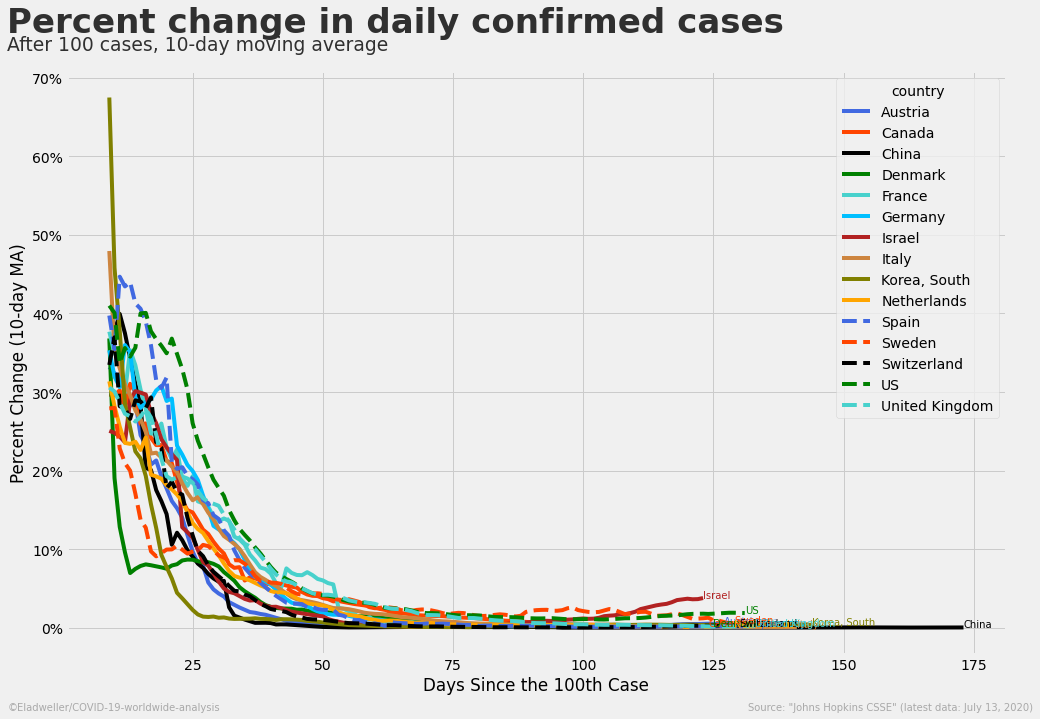 Percent change in daily confirmed cases
After 100 cases, 10-day moving average
Percent Change (10-day MA)
70%
60%
50%
40%
30%
20%
10%
0%
country
Austria
Canada
China
Denmark
France
Germany
Israel
Italy
Korea, South
Netherlands
Spain
Sweden
Switzerland
US
United Kingdom
Israel
US
Sweden
Switzerland
Korea, South
China
25
50
75
100
125
150
175
Days Since the 100th Case
©Eladweller/COVID-19-worldwide-analysis
Source: "Johns Hopkins CSSE" (latest data: July 13, 2020)